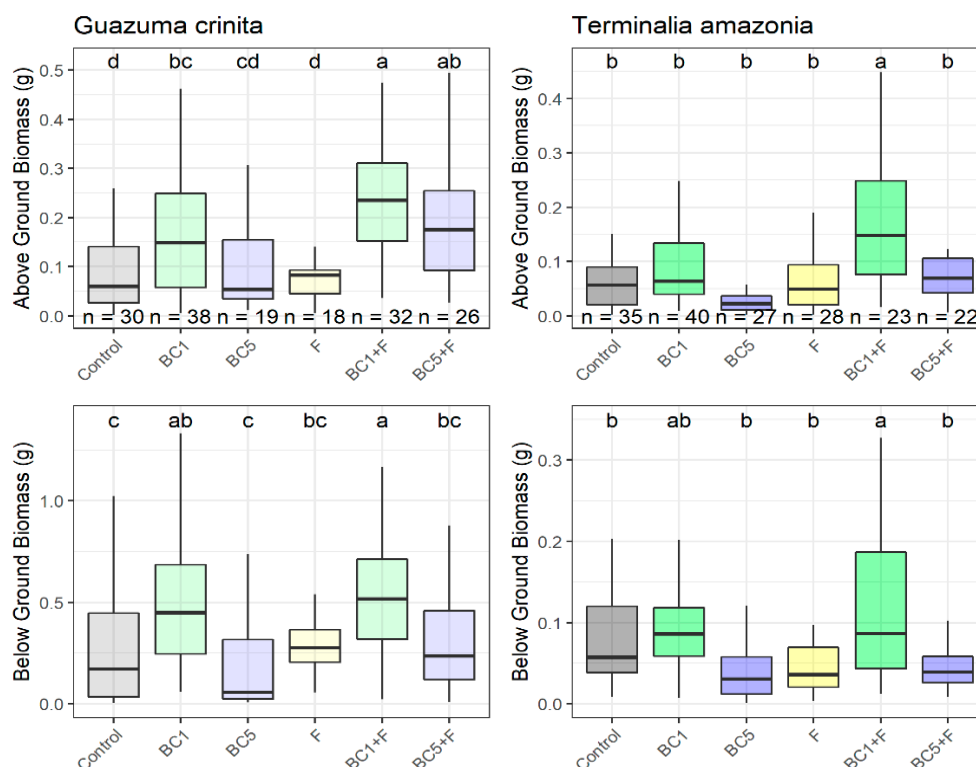 Guazuma crinita
Terminalia amazonia
Above Ground Biomass (g)
0.5
0.4
0.3
0.2
0.1
0.0
d bc cd d a ab
n = 30 n = 38 n = 19 n = 18 n = 32 n = 26
Control BC1 BC5 F BC1+F BC5+F
Above Ground Biomass (g)
0.4
0.3
0.2
0.1
0.0
b b b b a b
n = 35 n = 40 n = 27 n = 28 n = 23 n = 22
Control BC1 BC5 F BC1+F BC5+F
Below Ground Biomass (g)
1.0
0.5
0.0
c ab c bc a bc
Control BC1 BC5 F BC1+F BC5+F
Below Ground Biomass (g)
0.3
0.2
0.1
0.0
b ab b b a b
Control BC1 BC5 F BC1+F BC5+F